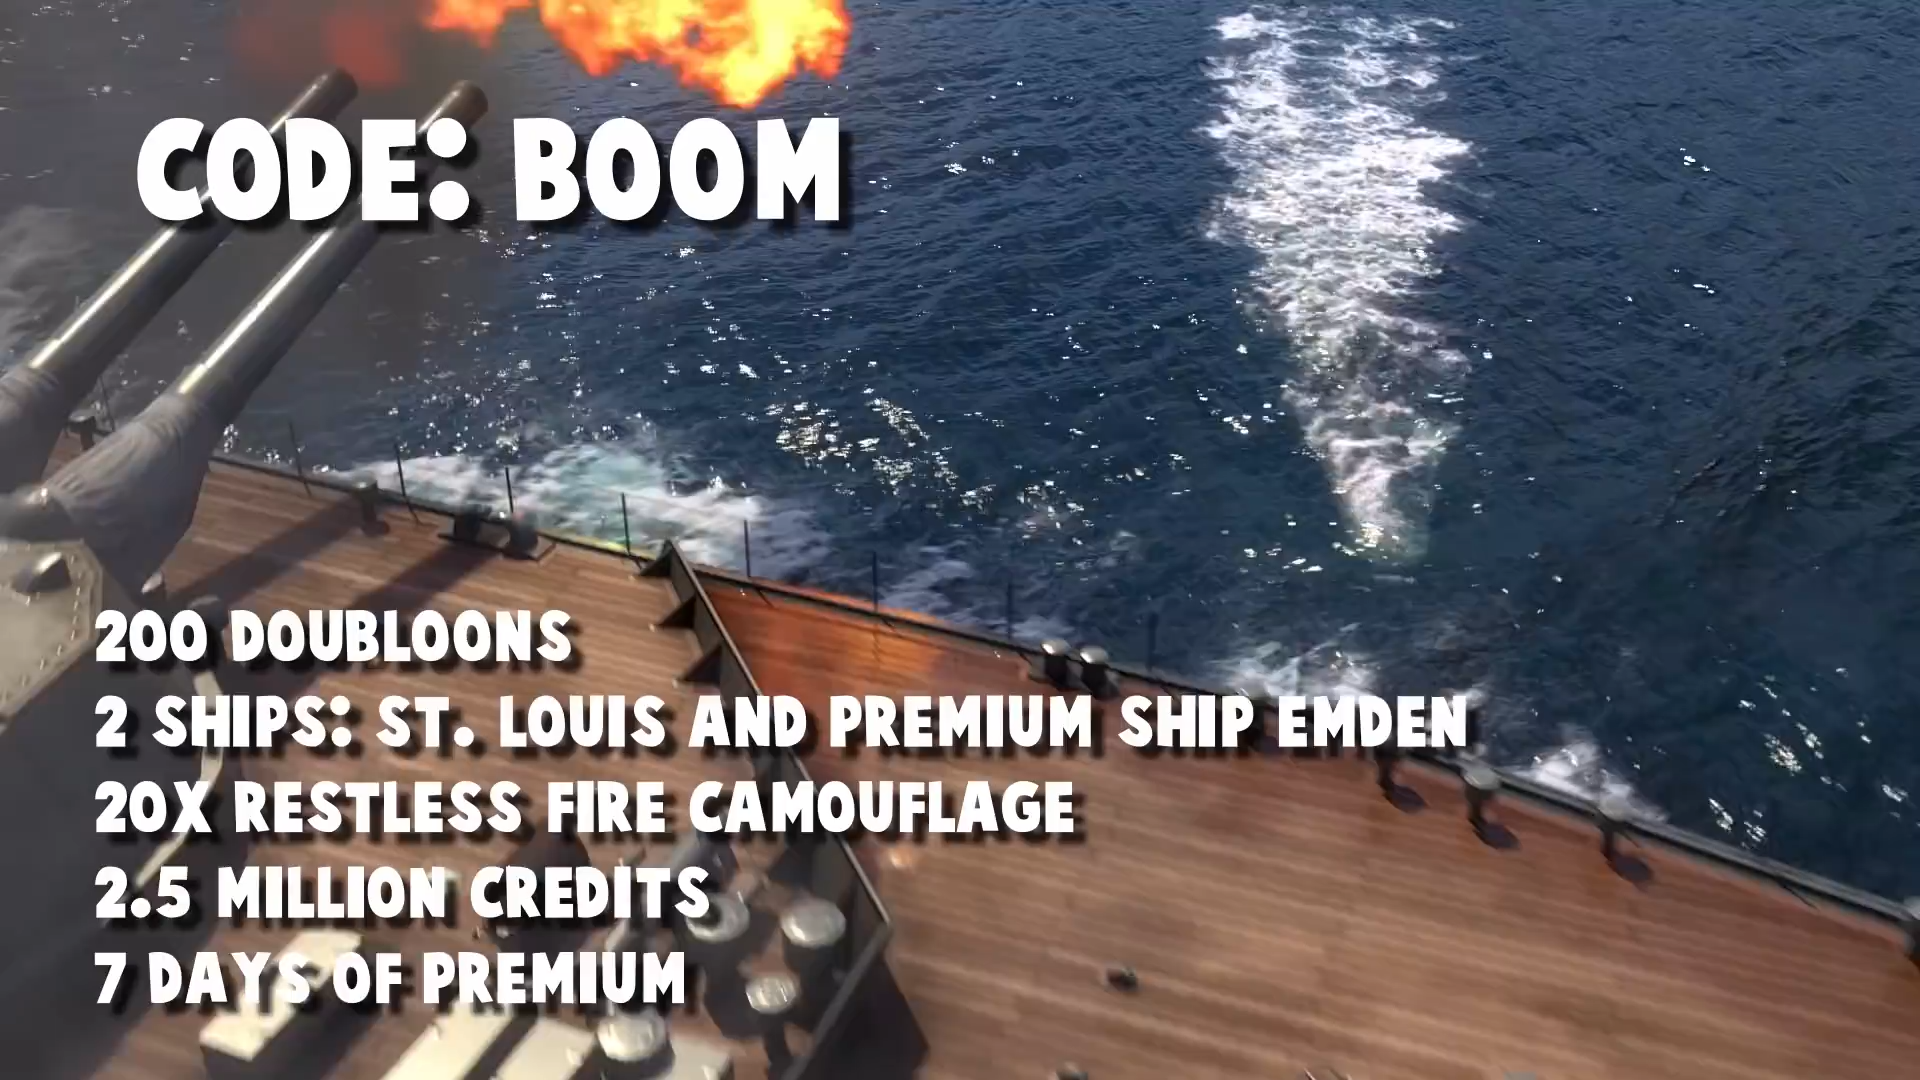 CODE: BOOM
200 DOUBLOONS
2 SHIPS: ST. LOUIS AND PREMIUM SHIP EMDEN
20X RESTLESS FIRE CAMOUFLAGE
2.5 MILLION CREDITS
7 DAYS OF PREMIUM